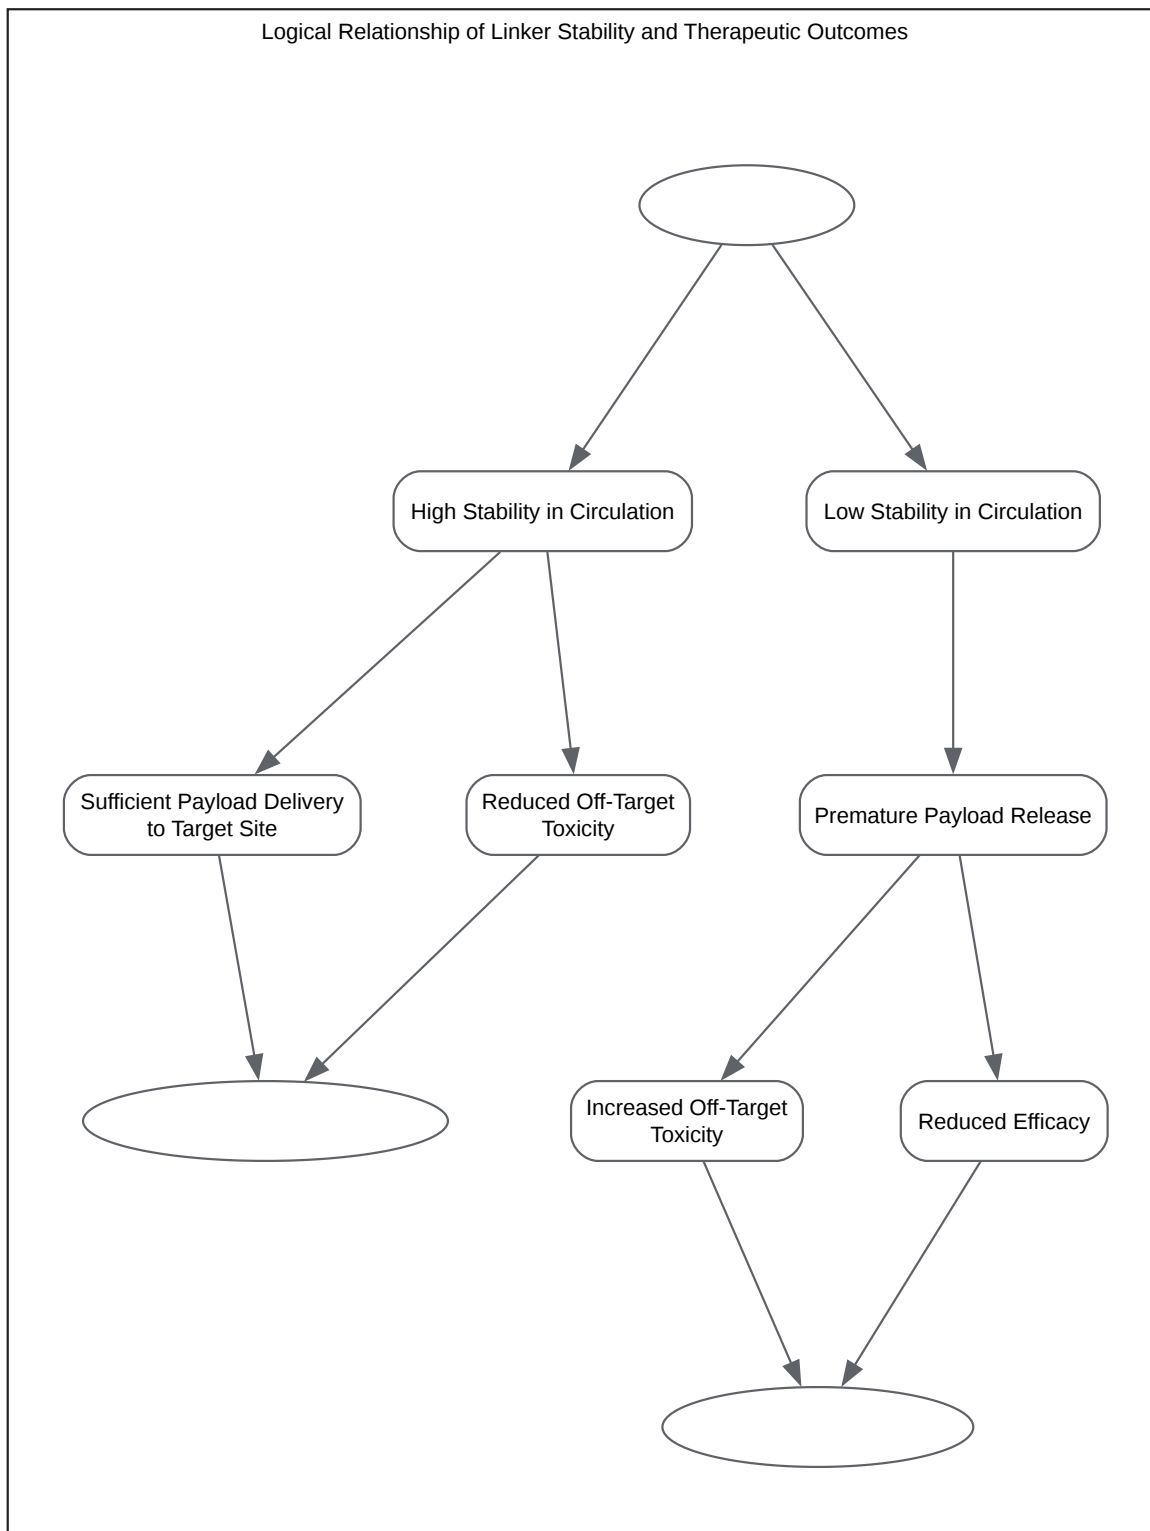 Logical Relationship of Linker Stability and Therapeutic Outcomes
High Stability in Circulation
Low Stability in Circulation
Sufficient Payload Delivery
to Target Site
Reduced Off-Target
Toxicity
Premature Payload Release
Increased Off-Target
Toxicity
Reduced Efficacy